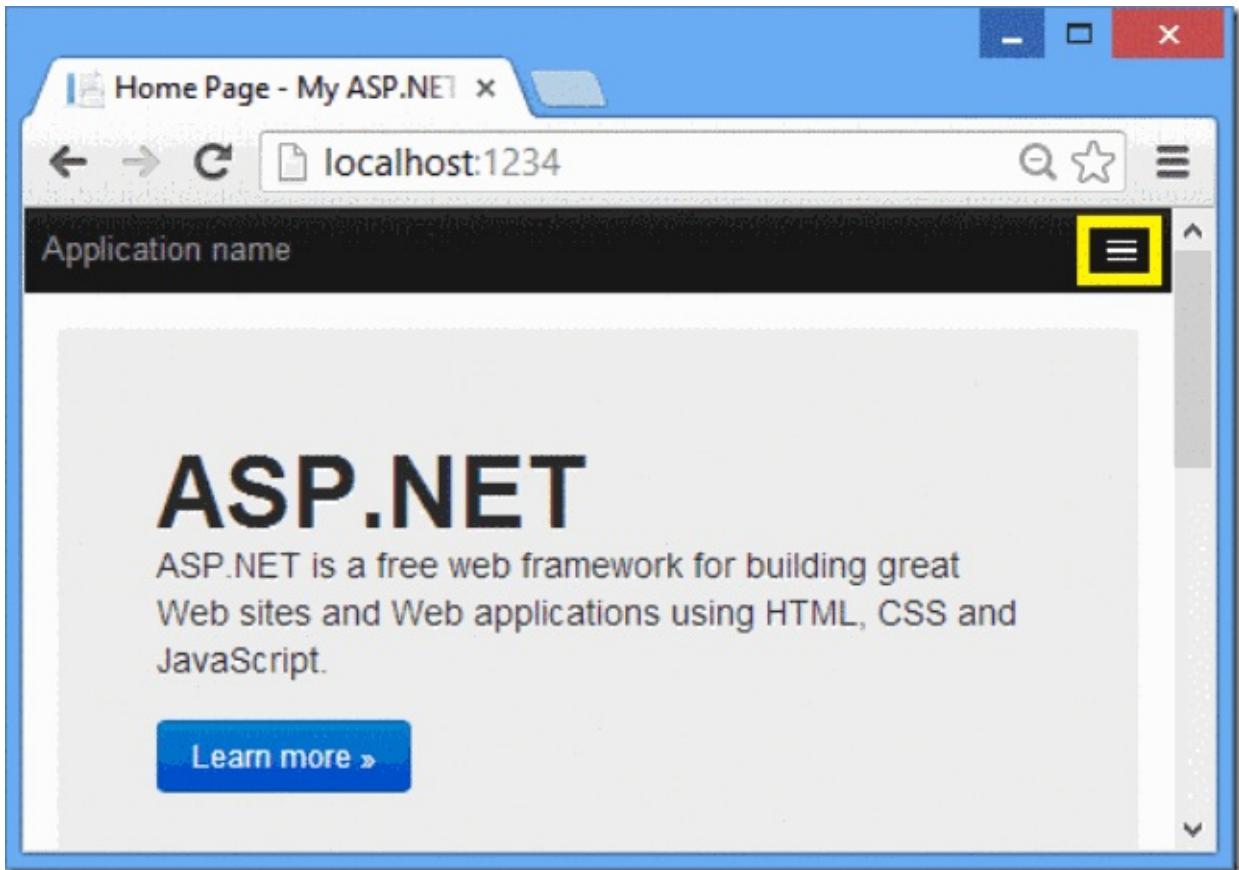 Home Page - My ASP.NET
localhost:1234
Application name
ASP.NET
ASP.NET is a free web framework for building great
Web sites and Web applications using HTML, CSS and
JavaScript.
Learn more »